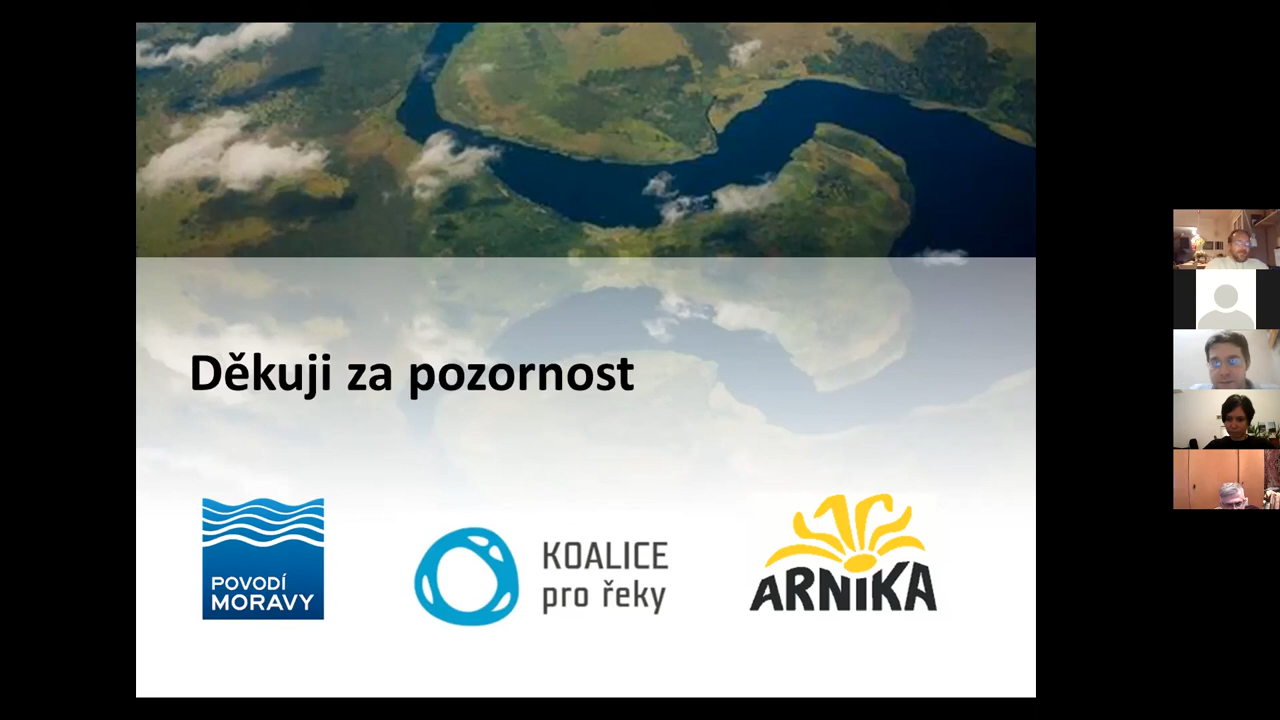 Děkuji za pozornost
POVODÍ
MORAVY
KOALICE
pro řeky
ARNIKA